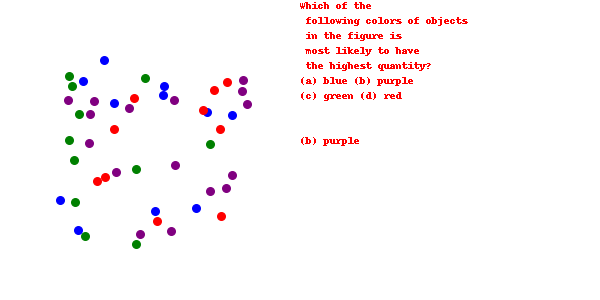 Which of the
following colors of objects
in the figure is
most likely to have
the highest quantity?
(a) blue (b) purple
(c) green (d) red
(b) purple